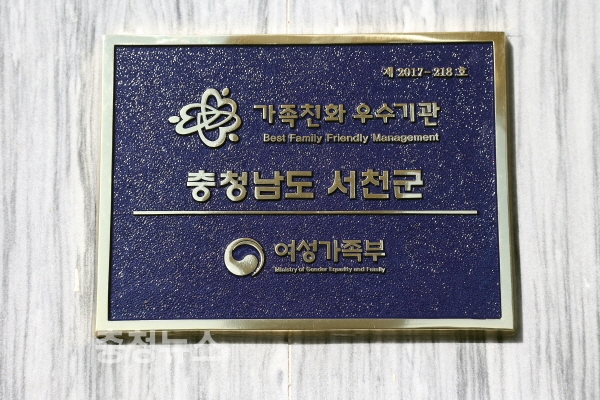 제 2017-218 호
가족친화 우수기관
Best Family Friendly Management
충청남도 서천군
여성가족부
Ministry of Gender Equality and Family
충청뉴스